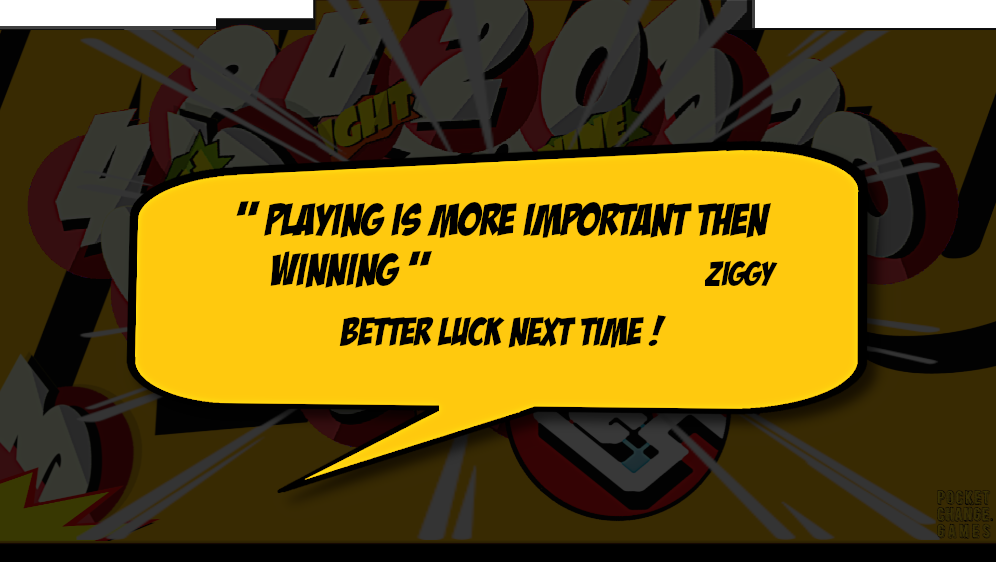 “ PLAYING IS MORE IMPORTANT THEN
WINNING “
ZIGGY
BETTER LUCK NEXT TIME !
POCKET
CHANGE.
GAMES